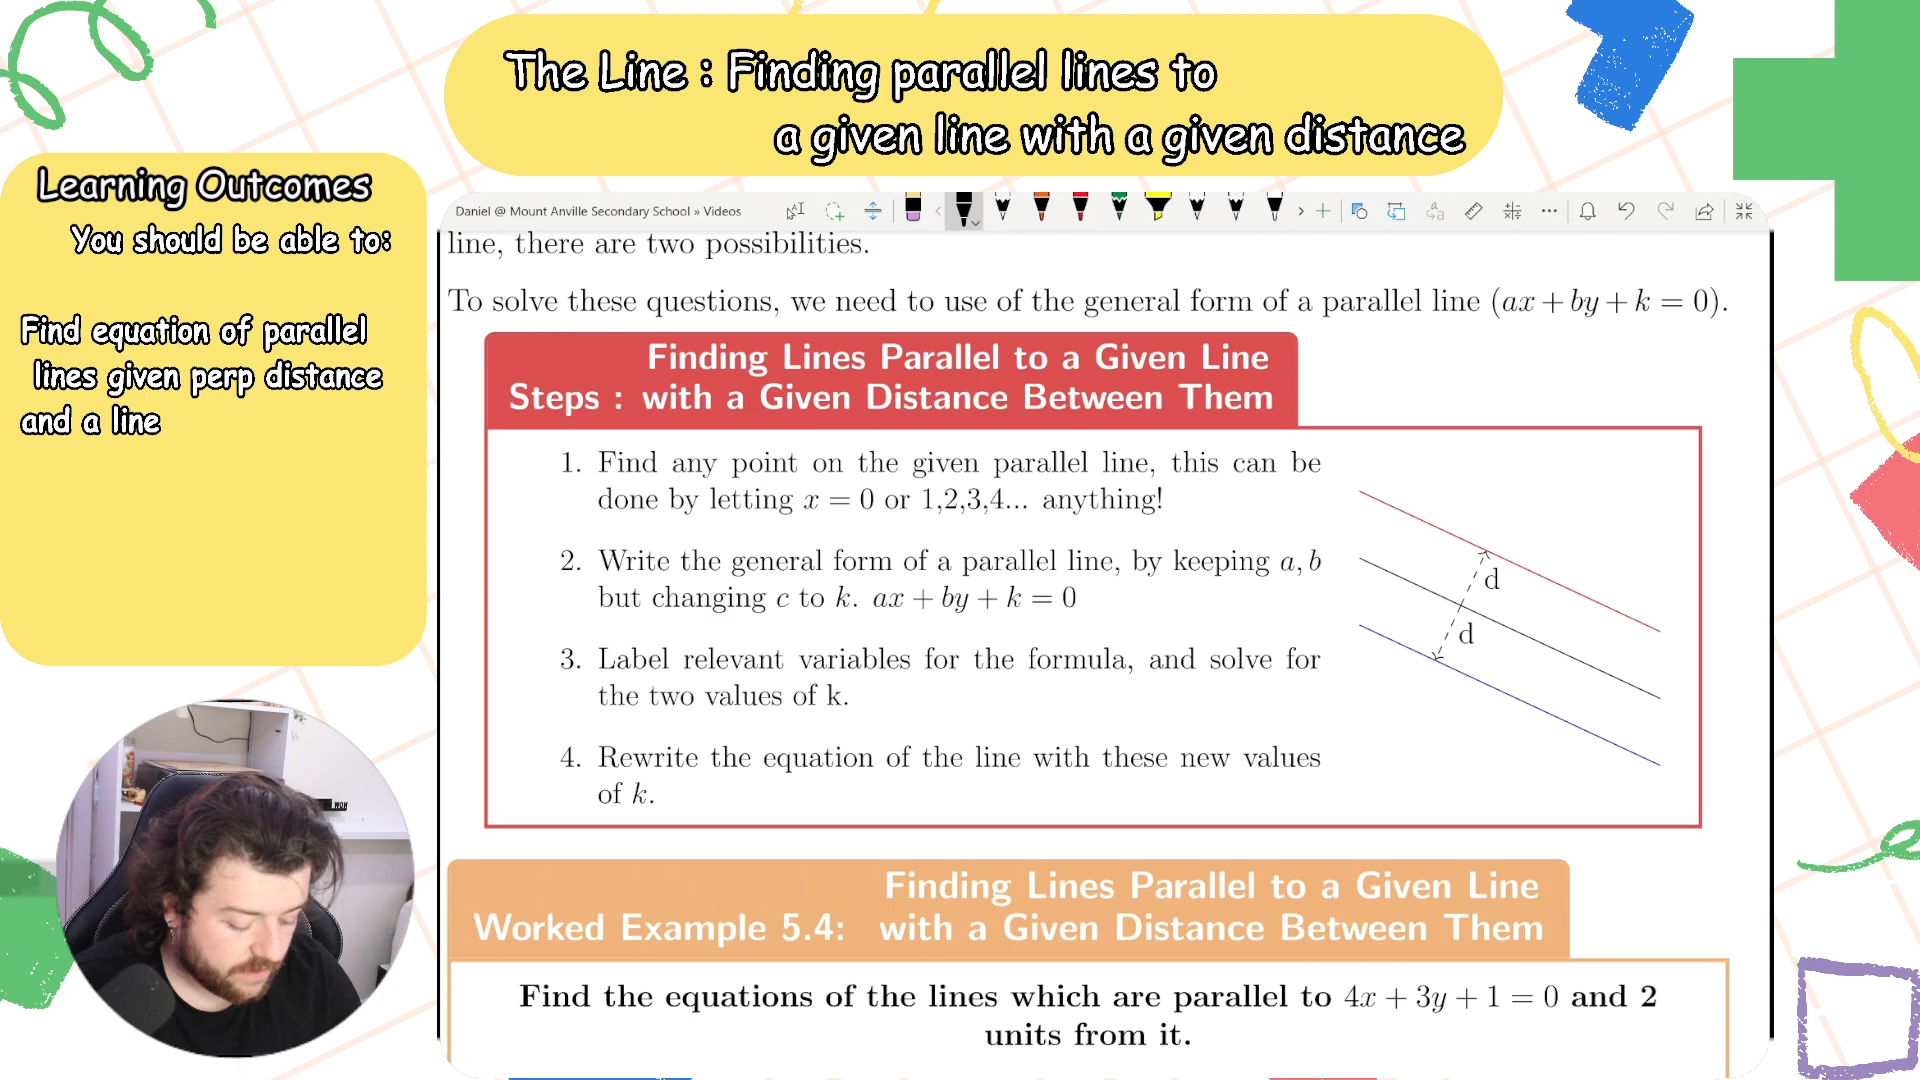 The Line : Finding parallel lines to
a given line with a given distance
Learning Outcomes
You should be able to:
Find equation of parallel
lines given perp distance
and a line
Daniel @ Mount Anville Secondary School » Videos
line, there are two possibilities.
To solve these questions, we need to use of the general form of a parallel line (ax + by + k = 0).
Finding Lines Parallel to a Given Line
Steps : with a Given Distance Between Them
1. Find any point on the given parallel line, this can be
done by letting x = 0 or 1,2,3,4... anything!
2. Write the general form of a parallel line, by keeping a, b
but changing c to k. ax + by + k = 0
3. Label relevant variables for the formula, and solve for
the two values of k.
4. Rewrite the equation of the line with these new values
of k.
d
d
Finding Lines Parallel to a Given Line
Worked Example 5.4: with a Given Distance Between Them
Find the equations of the lines which are parallel to 4x + 3y + 1 = 0 and 2
units from it.